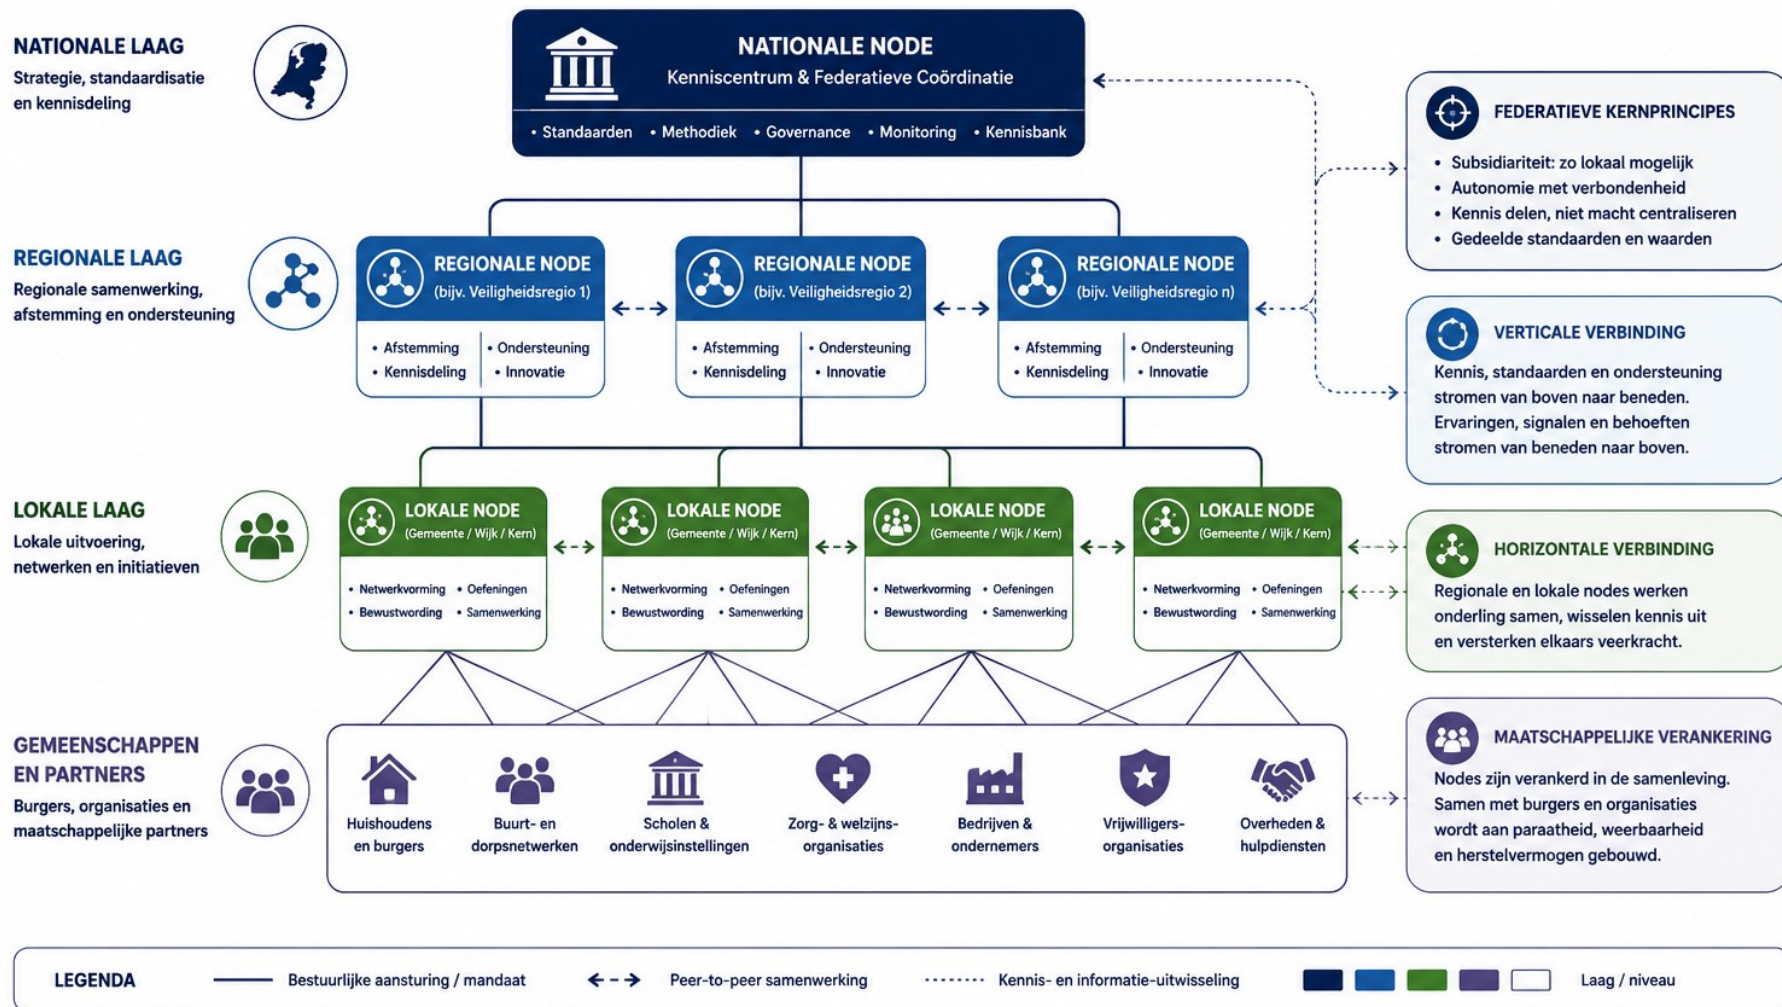 NATIONALE LAAG
Strategie, standaardisatie
en kennisdeling
NATIONALE NODE
Kenniscentrum & Federatieve Coördinatie
• Standaarden • Methodiek • Governance • Monitoring • Kennisbank
FEDERATIEVE KERNPRINCIPES
• Subsidiariteit: zo lokaal mogelijk
• Autonomie met verbondenheid
• Kennis delen, niet macht centraliseren
• Gedeelde standaarden en waarden
REGIONALE LAAG
Regionale samenwerking,
afstemming en ondersteuning
REGIONALE NODE
(bijv. Veiligheidsregio 1)
• Afstemming • Ondersteuning
• Kennisdeling • Innovatie
REGIONALE NODE
(bijv. Veiligheidsregio 2)
• Afstemming • Ondersteuning
• Kennisdeling • Innovatie
REGIONALE NODE
(bijv. Veiligheidsregio n)
• Afstemming • Ondersteuning
• Kennisdeling • Innovatie
VERTICALE VERBINDING
Kennis, standaarden en ondersteuning
stromen van boven naar beneden.
Ervaringen, signalen en behoeften
stromen van beneden naar boven.
LOKALE LAAG
Lokale uitvoering,
netwerken en initiatieven
LOKALE NODE
(Gemeente / Wijk / Kern)
• Netwerkvorming • Oefeningen
• Bewustwording • Samenwerking
LOKALE NODE
(Gemeente / Wijk / Kern)
• Netwerkvorming • Oefeningen
• Bewustwording • Samenwerking
LOKALE NODE
(Gemeente / Wijk / Kern)
• Netwerkvorming • Oefeningen
• Bewustwording • Samenwerking
LOKALE NODE
(Gemeente / Wijk / Kern)
• Netwerkvorming • Oefeningen
• Bewustwording • Samenwerking
HORIZONTALE VERBINDING
Regionale en lokale nodes werken
onderling samen, wisselen kennis uit
en versterken elkaars veerkracht.
GEMEENSCHAPPEN
EN PARTNERS
Burgers, organisaties en
maatschappelijke partners
Huishoudens
en burgers
Buurt- en
dorpsnetwerken
Scholen &
onderwijsinstellingen
Zorg- & welzijns-
organisaties
Bedrijven &
ondernemers
Vrijwilligers-
organisaties
Overheden &
hulpdiensten
MAATSCHAPPELIJKE VERANKERING
Nodes zijn verankerd in de samenleving.
Samen met burgers en organisaties
wordt aan paraatheid, weerbaarheid
en herstelvermogen gebouwd.
LEGENDA
Bestuurlijke aansturing / mandaat
Peer-to-peer samenwerking
Kennis- en informatie-uitwisseling
Laag / niveau